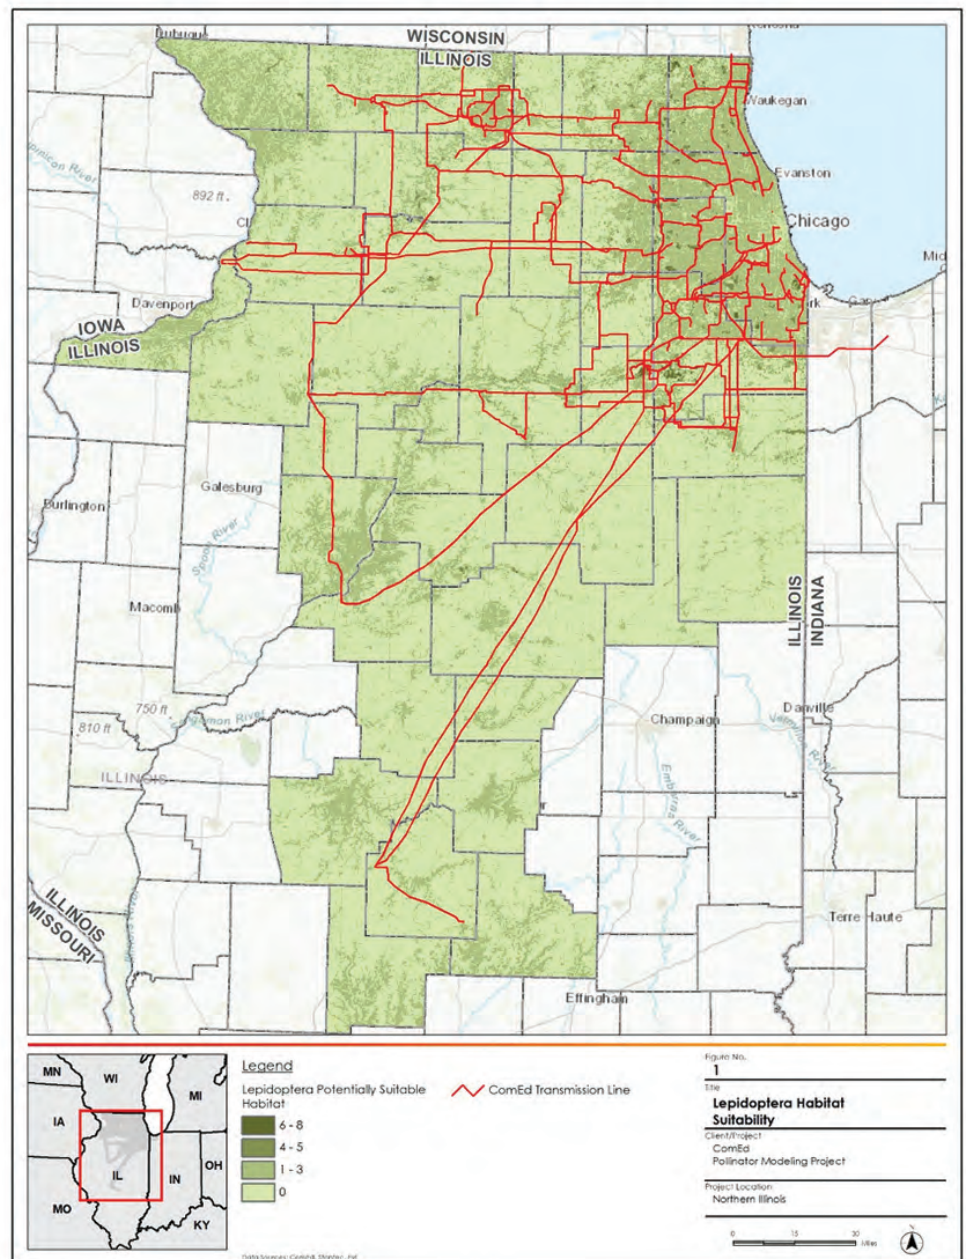 Dubuque
WISCONSIN
ILLINOIS
Kenosha
Waukegan
Evanston
892 ft.
Chicago
Davenport
IOWA
ILLINOIS
Gary
Galesburg
Burlington
Spoon River
Macomb
ILLINOIS
INDIANA
750 ft
810 ft
Sangamon River
ILLINOIS
Champaign
Danville
Vermilion River
Embarras River
ILLINOIS
MISSOURI
Terre Haute
Effingham
MN
WI
MI
IA
IL
IN
OH
MO
KY
Legend
Lepidoptera Potentially Suitable
Habitat
6 - 8
4 - 5
1 - 3
0
ComEd Transmission Line
Figure No.
1
Title
Lepidoptera Habitat
Suitability
Client/Project
ComEd
Pollinator Modeling Project
Project Location
Northern Illinois
0 15 30
Miles
N